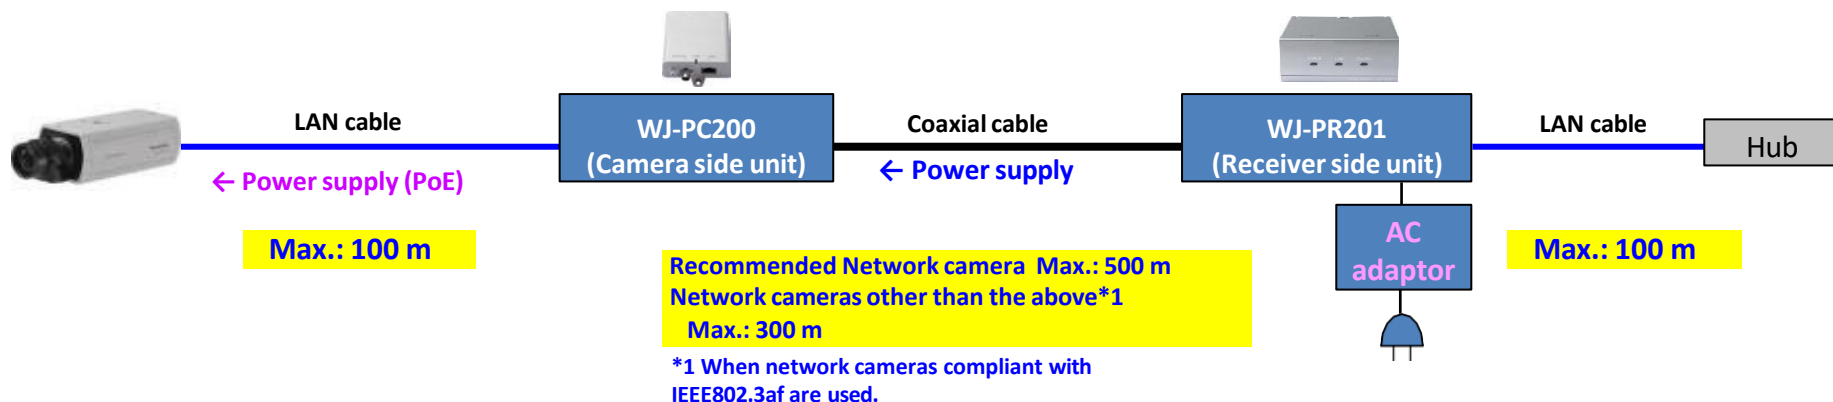 LAN cable
← Power supply (PoE)
Max.: 100 m
WJ-PC200
(Camera side unit)
Coaxial cable
← Power supply
Recommended Network camera  Max.: 500 m
Network cameras other than the above*1
Max.: 300 m
*1 When network cameras compliant with
IEEE802.3af are used.
WJ-PR201
(Receiver side unit)
AC
adaptor
LAN cable
Max.: 100 m
Hub